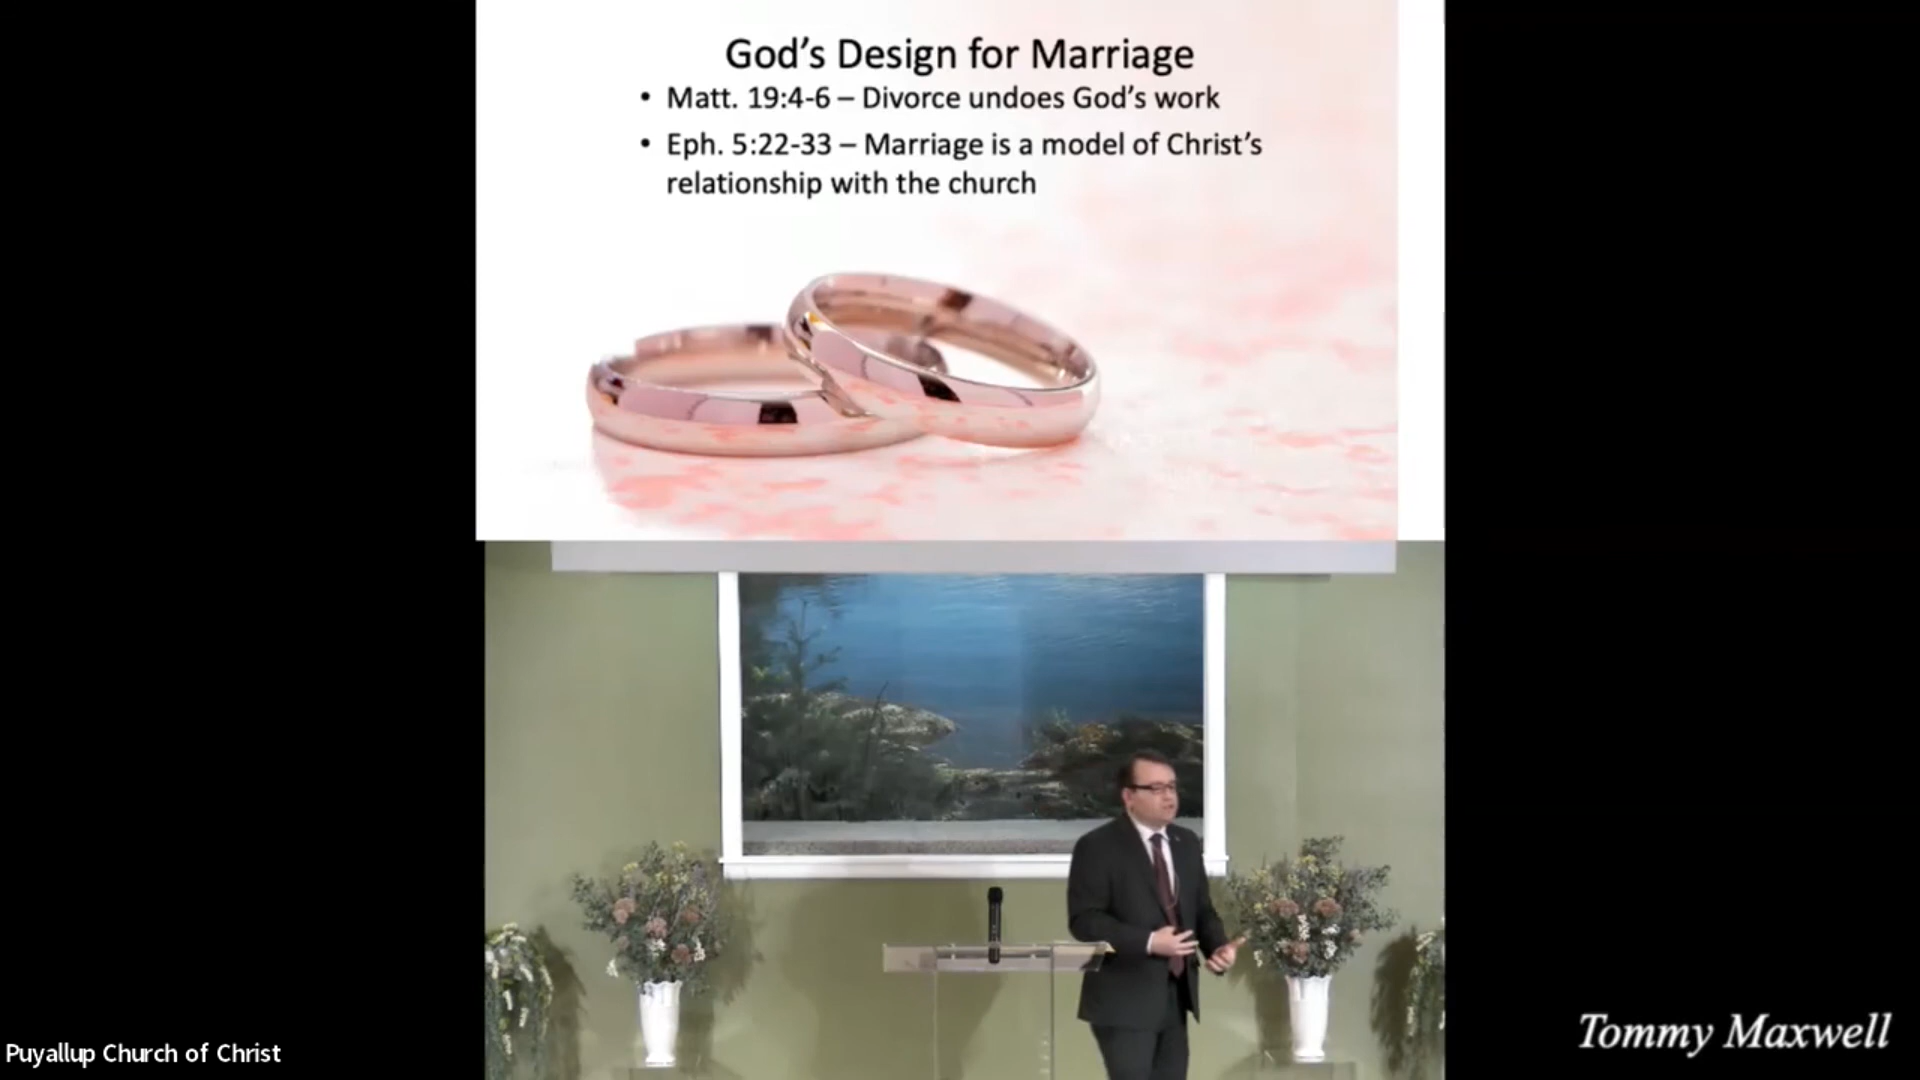 God's Design for Marriage
• Matt. 19:4-6 – Divorce undoes God's work
• Eph. 5:22-33 – Marriage is a model of Christ's
relationship with the church
Puyallup Church of Christ
Tommy Maxwell